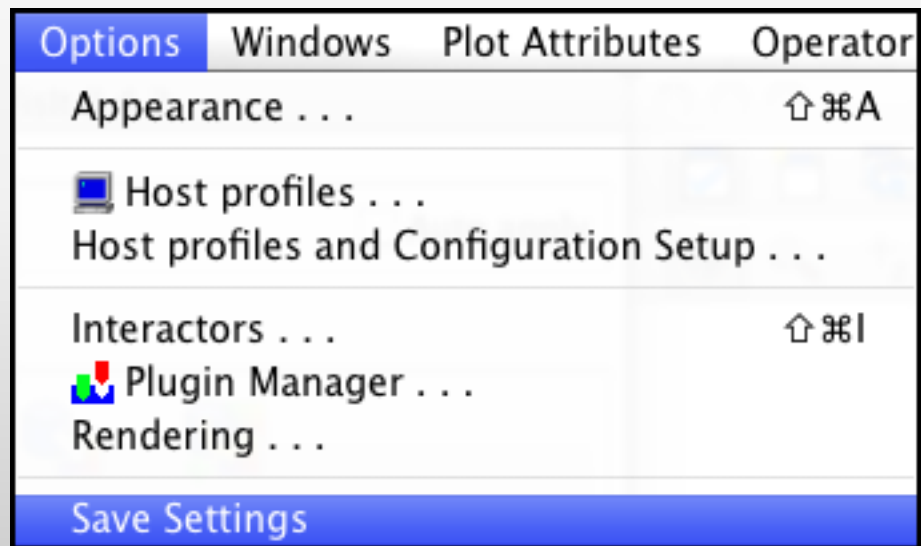 Options Windows Plot Attributes Operator
Appearance . . . ⇧⌘A
Host profiles . . .
Host profiles and Configuration Setup . . .
Interactors . . . ⇧⌘I
Plugin Manager . . .
Rendering . . .
Save Settings